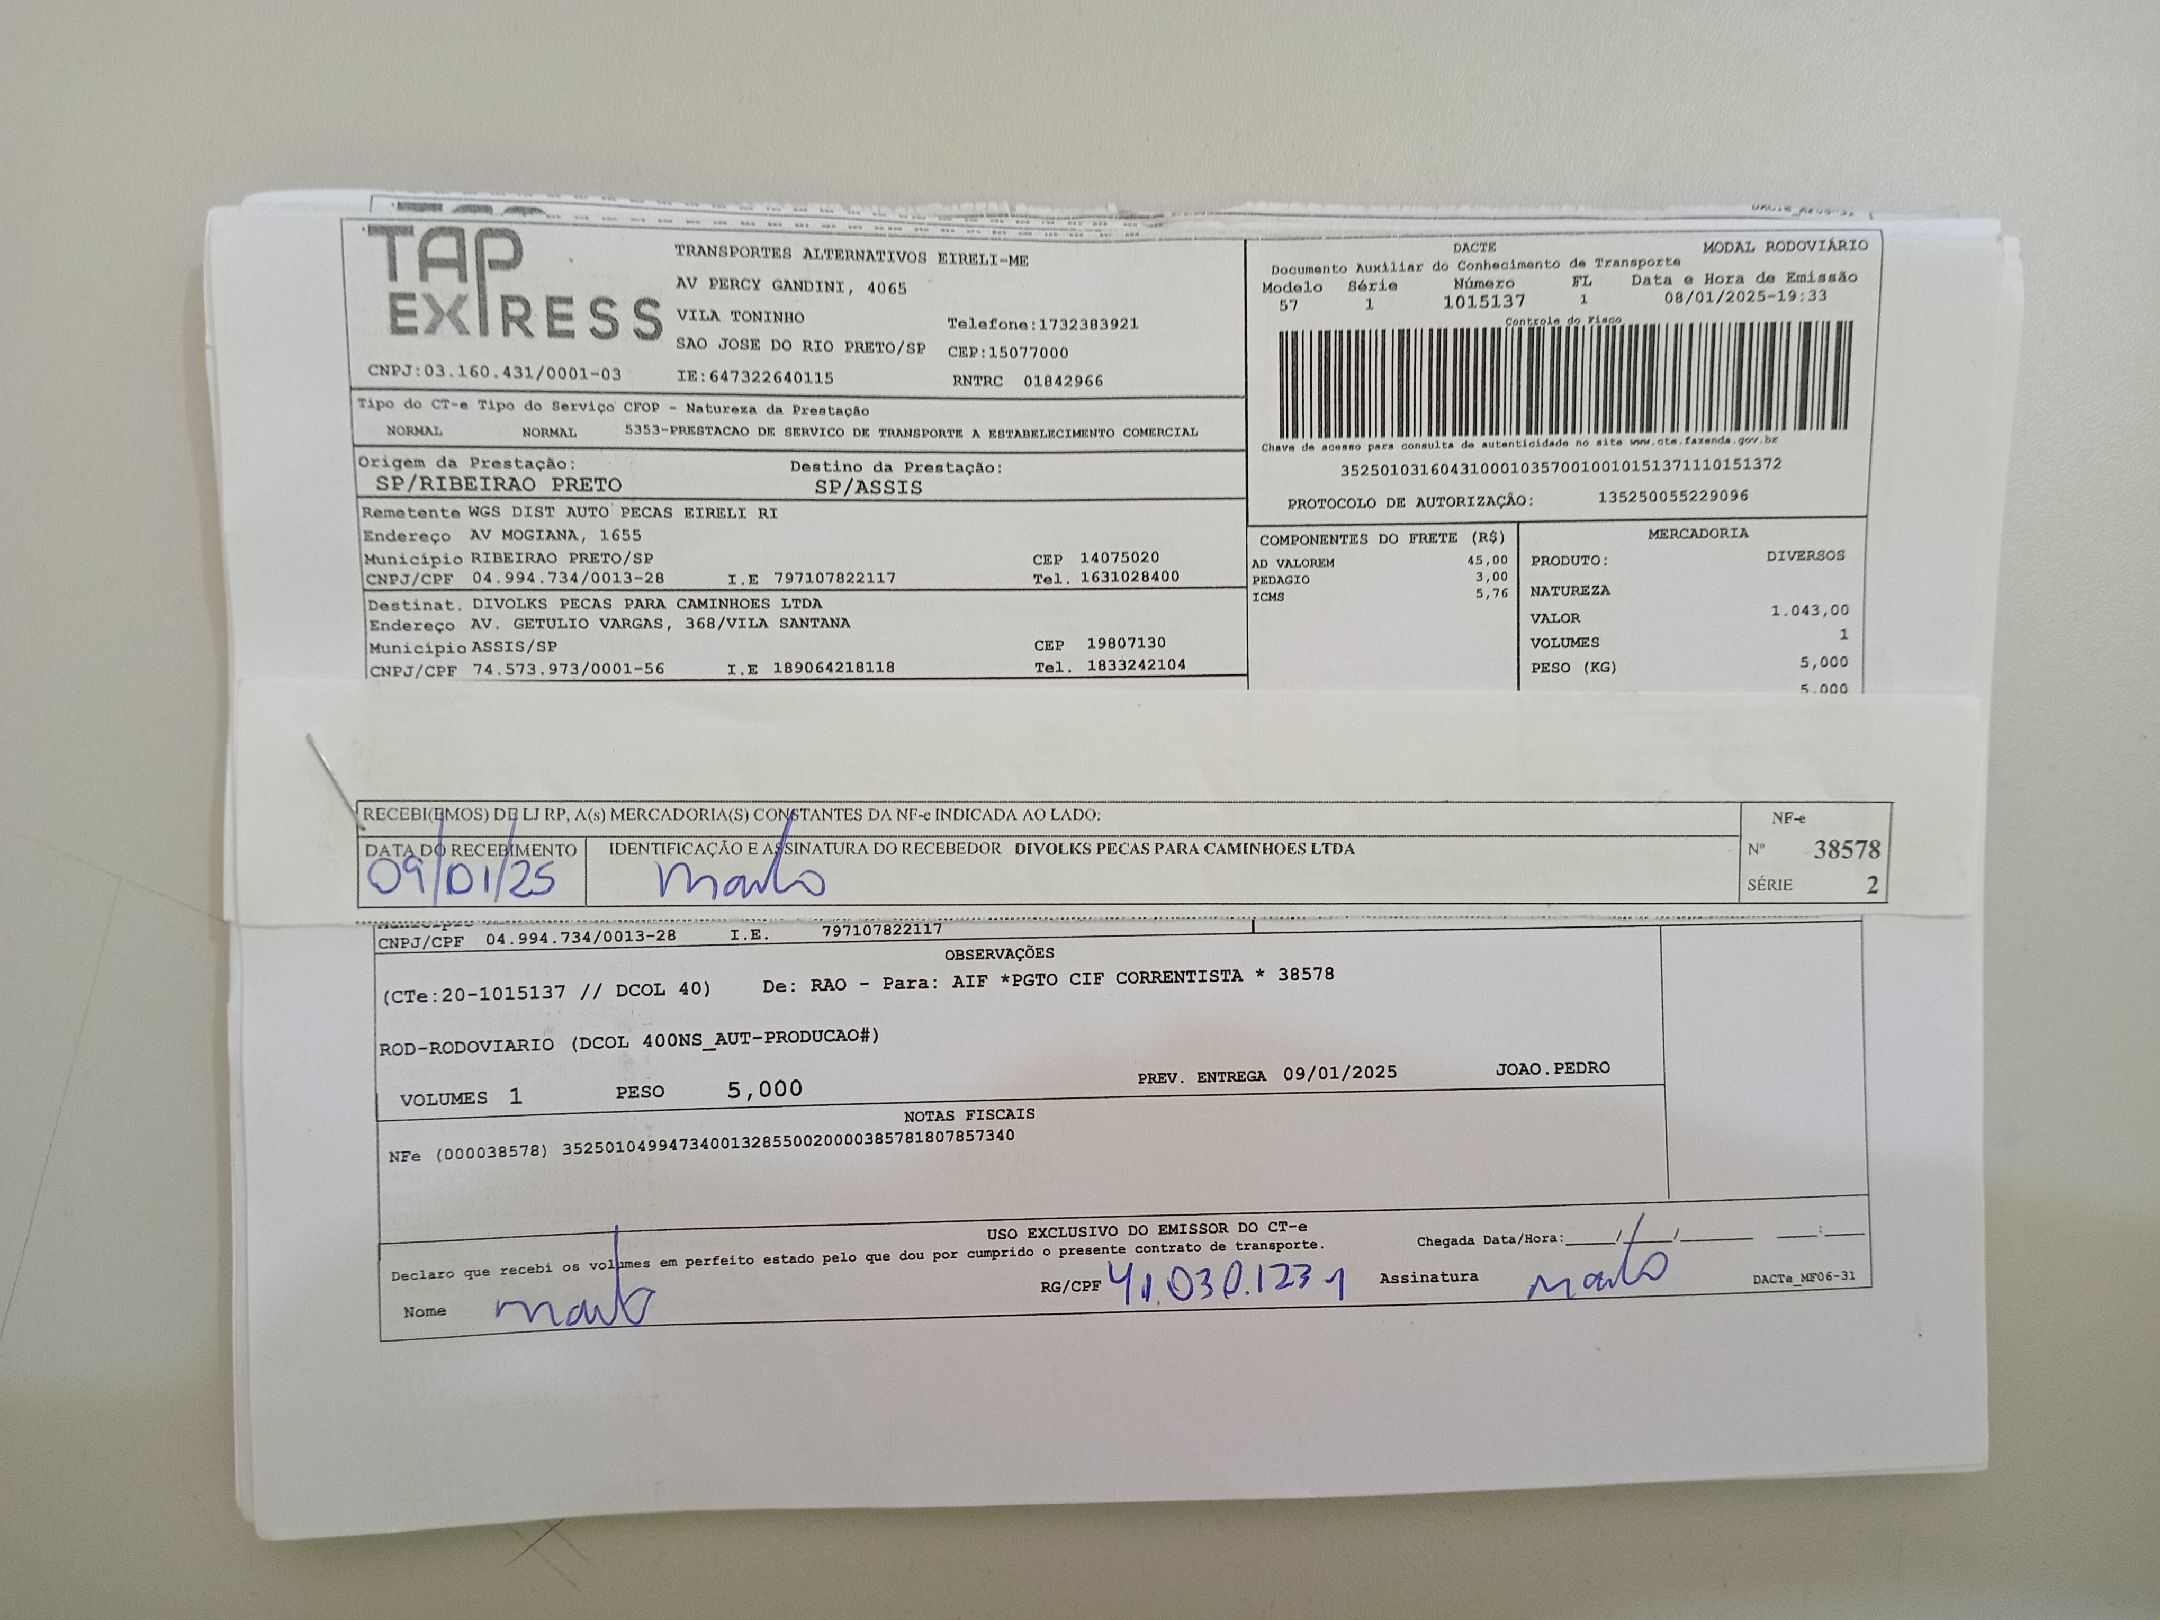 TAP EXPRESS
TRANSPORTES ALTERNATIVOS EIRELI-ME
AV PERCY GANDINI, 4065
VILA TONINHO Telefone:1732383921
SAO JOSE DO RIO PRETO/SP CEP:15077000
CNPJ:03.160.431/0001-03 IE:647322640115 RNTRC 01842966
DACTE MODAL RODOVIÁRIO
Documento Auxiliar do Conhecimento de Transporte
Modelo Série Número FL Data e Hora de Emissão
57 1 1015137 1 08/01/2025-19:33
Controle do Fisco
Chave de acesso para consulta de autenticidade no site www.cte.fazenda.gov.br
35250103160431000103570010010151371110151372
PROTOCOLO DE AUTORIZAÇÃO: 135250055229096
Tipo do CT-e Tipo do Serviço CFOP - Natureza da Prestação
NORMAL NORMAL 5353-PRESTACAO DE SERVICO DE TRANSPORTE A ESTABELECIMENTO COMERCIAL
Origem da Prestação: Destino da Prestação:
SP/RIBEIRAO PRETO SP/ASSIS
Remetente WGS DIST AUTO PECAS EIRELI RI
Endereço AV MOGIANA, 1655
Município RIBEIRAO PRETO/SP CEP 14075020
CNPJ/CPF 04.994.734/0013-28 I.E 797107822117 Tel. 1631028400
Destinat. DIVOLKS PECAS PARA CAMINHOES LTDA
Endereço AV. GETULIO VARGAS, 368/VILA SANTANA
Município ASSIS/SP CEP 19807130
CNPJ/CPF 74.573.973/0001-56 I.E 189064218118 Tel. 1833242104
COMPONENTES DO FRETE (R$)
AD VALOREM 45,00
PEDAGIO 3,00
ICMS 5,76
MERCADORIA
PRODUTO: DIVERSOS
NATUREZA
VALOR 1.043,00
VOLUMES 1
PESO (KG) 5,000
5,000
RECEBI(EMOS) DE LJ RP, A(s) MERCADORIA(S) CONSTANTES DA NF-e INDICADA AO LADO:
DATA DO RECEBIMENTO IDENTIFICAÇÃO E ASSINATURA DO RECEBEDOR DIVOLKS PECAS PARA CAMINHOES LTDA
09/01/25
NF-e
Nº 38578
SÉRIE 2
CNPJ/CPF 04.994.734/0013-28 I.E. 797107822117
OBSERVAÇÕES
(CTe:20-1015137 // DCOL 40) De: RAO - Para: AIF *PGTO CIF CORRENTISTA * 38578
ROD-RODOVIARIO (DCOL 400NS_AUT-PRODUCAO#)
VOLUMES 1 PESO 5,000 PREV. ENTREGA 09/01/2025 JOAO.PEDRO
NOTAS FISCAIS
NFe (000038578) 35250104994734001328550020000385781807857340
USO EXCLUSIVO DO EMISSOR DO CT-e
Declaro que recebi os volumes em perfeito estado pelo que dou por cumprido o presente contrato de transporte.
Chegada Data/Hora:____/____/______ ___:___
Nome RG/CPF 41.030.123 1 Assinatura DACTe_MF06-31